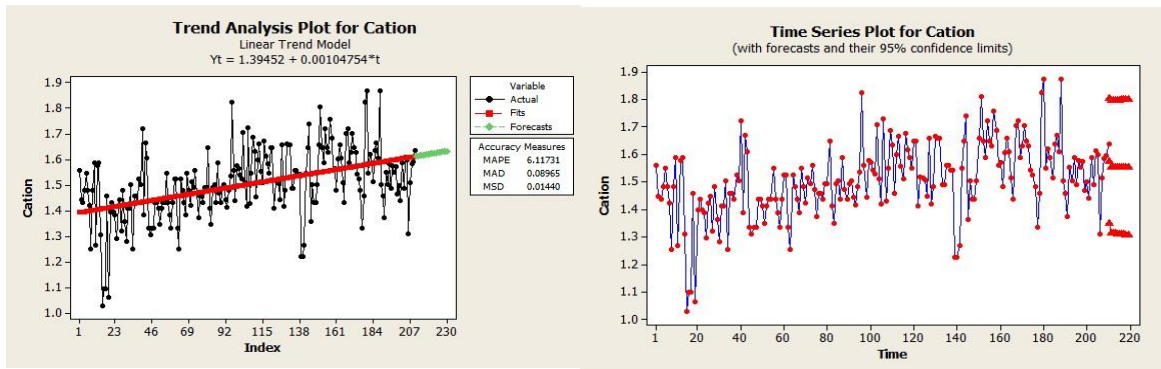 Trend Analysis Plot for Cation
Linear Trend Model
Yt = 1.39452 + 0.00104754*t
Cation
1.9
1.8
1.7
1.6
1.5
1.4
1.3
1.2
1.1
1.0
1 23 46 69 92 115 138 161 184 207 230
Index
Variable
Actual
Fits
Forecasts
Accuracy Measures
MAPE 6.11731
MAD 0.08965
MSD 0.01440
Time Series Plot for Cation
(with forecasts and their 95% confidence limits)
Cation
1.9
1.8
1.7
1.6
1.5
1.4
1.3
1.2
1.1
1.0
1 20 40 60 80 100 120 140 160 180 200 220
Time